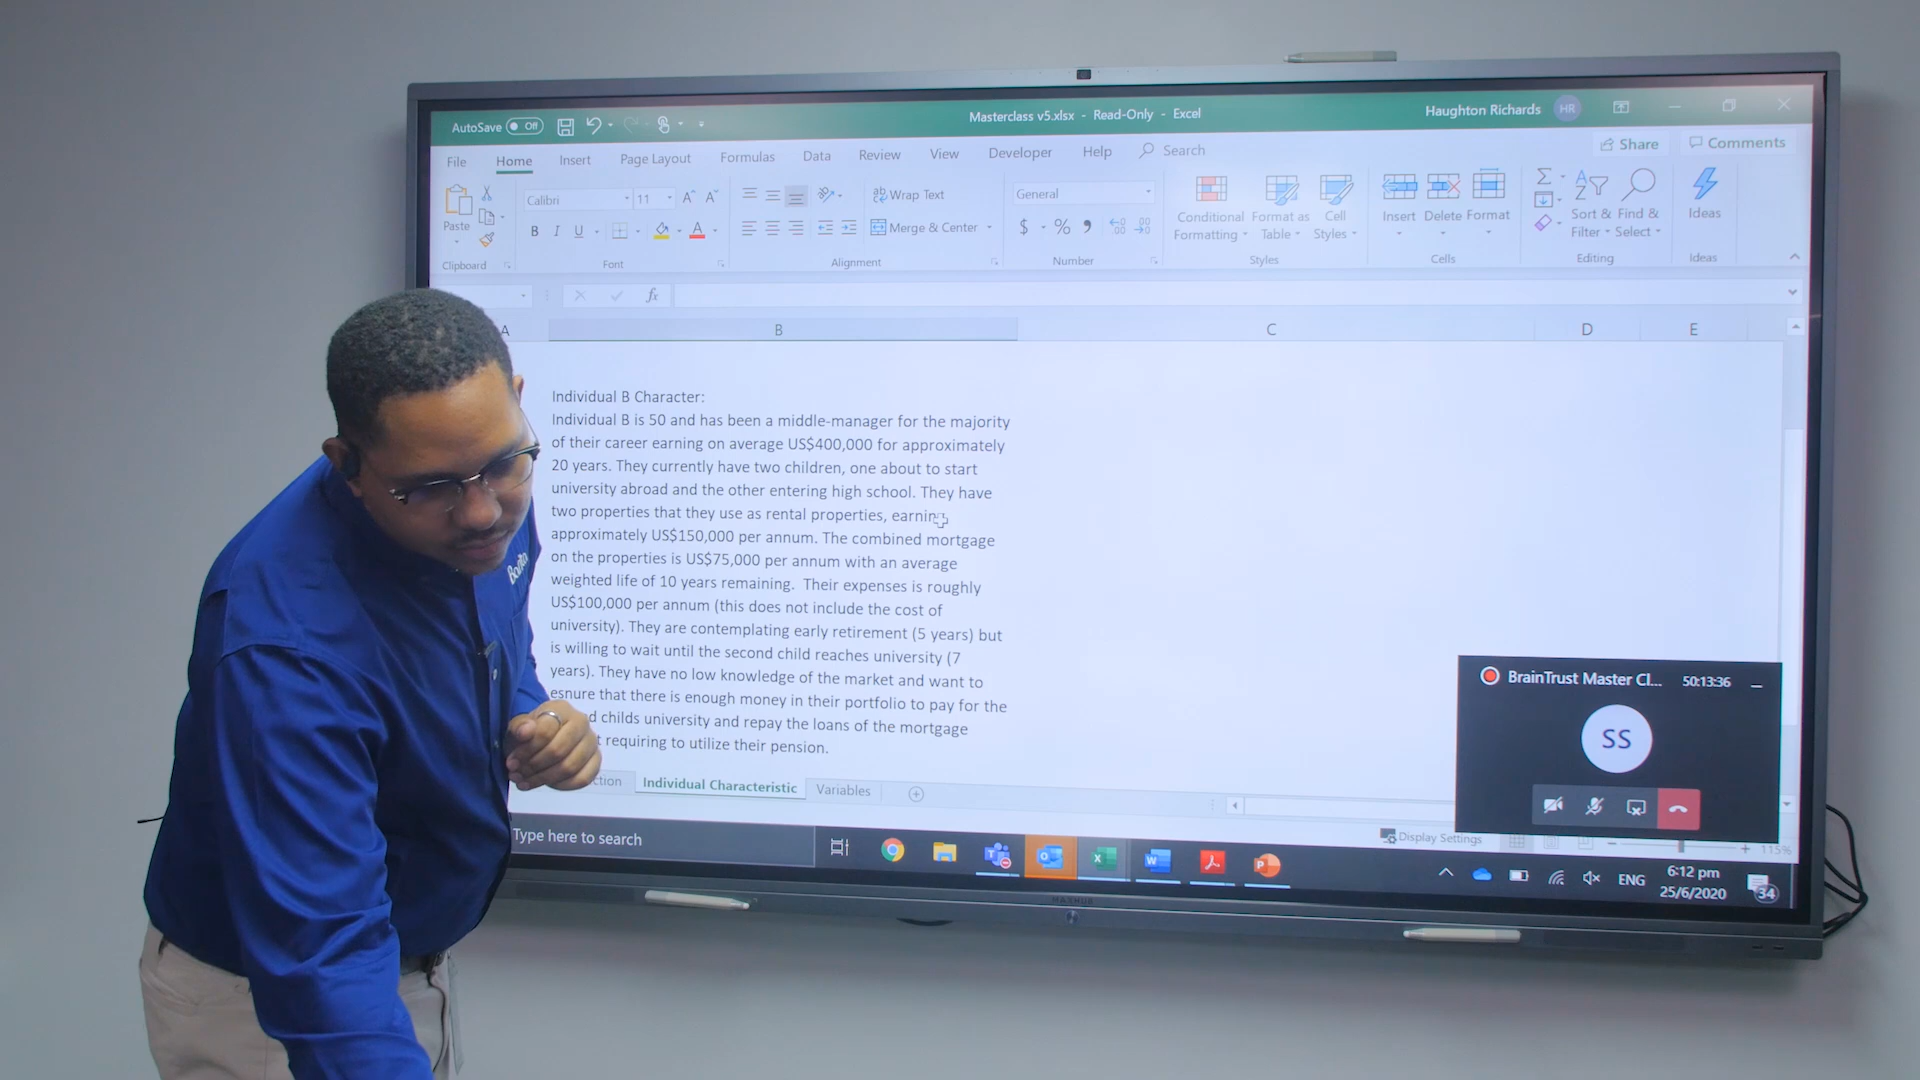 AutoSave Off
Masterclass v5.xlsx - Read-Only - Excel
Haughton Richards HR
File Home Insert Page Layout Formulas Data Review View Developer Help Search
Share Comments
Calibri 11
Wrap Text
General
Paste
B I U
Merge & Center
$ % ,
Conditional Formatting
Format as Table
Cell Styles
Insert Delete Format
Sort & Filter
Find & Select
Ideas
Clipboard Font Alignment Number Styles Cells Editing Ideas
fx
A B C D E
Individual B Character:
Individual B is 50 and has been a middle-manager for the majority
of their career earning on average US$400,000 for approximately
20 years. They currently have two children, one about to start
university abroad and the other entering high school. They have
two properties that they use as rental properties, earning
approximately US$150,000 per annum. The combined mortgage
on the properties is US$75,000 per annum with an average
weighted life of 10 years remaining. Their expenses is roughly
US$100,000 per annum (this does not include the cost of
university). They are contemplating early retirement (5 years) but
is willing to wait until the second child reaches university (7
years). They have no low knowledge of the market and want to
esnure that there is enough money in their portfolio to pay for the
d childs university and repay the loans of the mortgage
t requiring to utilize their pension.
BrainTrust Master Cl... 50:13:36
SS
ction Individual Characteristic Variables
Display Settings
115%
Type here to search
ENG
6:12 pm
25/6/2020
34
MAXHUB